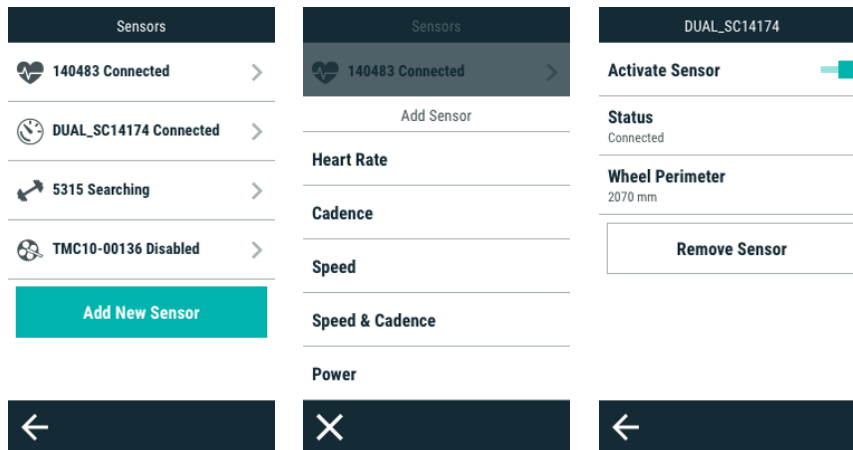 Sensors
140483 Connected
DUAL_SC14174 Connected
5315 Searching
TMC10-00136 Disabled
Add New Sensor
Sensors
140483 Connected
Add Sensor
Heart Rate
Cadence
Speed
Speed & Cadence
Power
DUAL_SC14174
Activate Sensor
Status
Connected
Wheel Perimeter
2070 mm
Remove Sensor